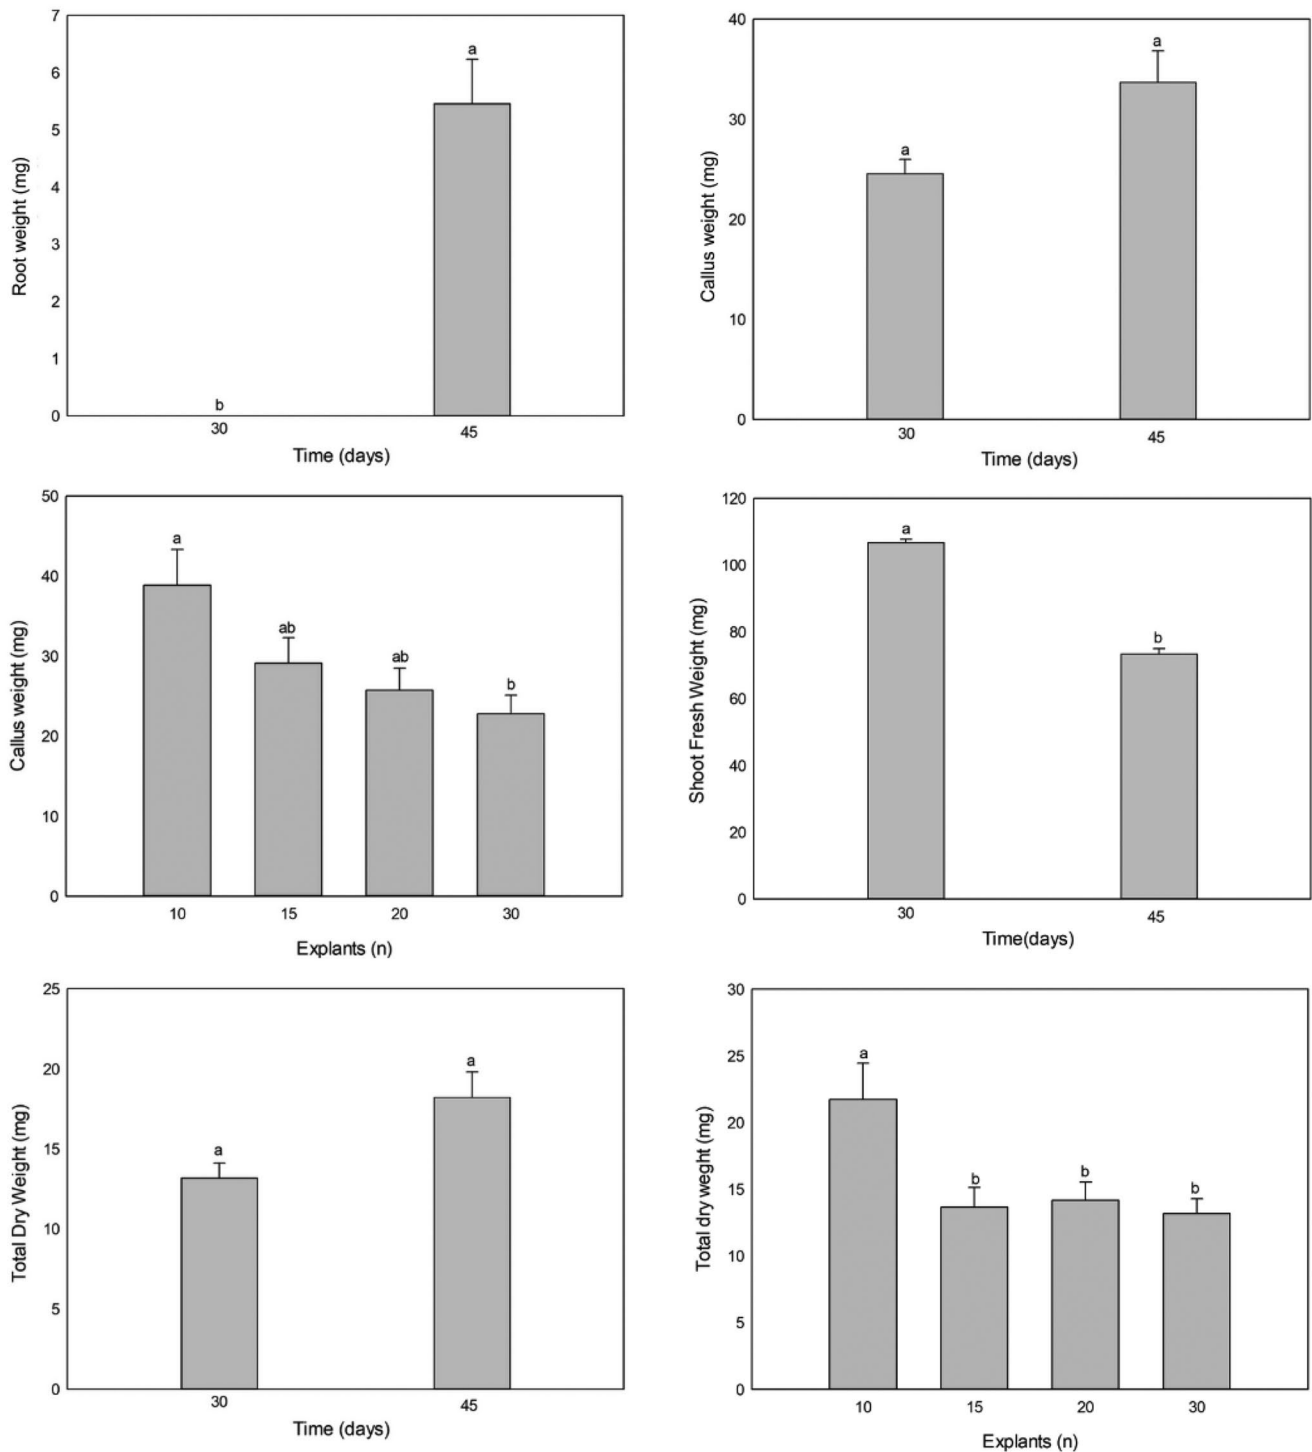 7
6
5
4
3
2
1
0
Root weight (mg)
a
b
30
45
Time (days)
40
30
20
10
0
Callus weight (mg)
a
a
30
45
Time (days)
50
40
30
20
10
0
Callus weight (mg)
a
ab
ab
b
10
15
20
30
Explants (n)
120
100
80
60
40
20
0
Shoot Fresh Weight (mg)
a
b
30
45
Time(days)
25
20
15
10
5
0
Total Dry Weight (mg)
a
a
30
45
Time (days)
30
25
20
15
10
5
0
Total dry weght (mg)
a
b
b
b
10
15
20
30
Explants (n)